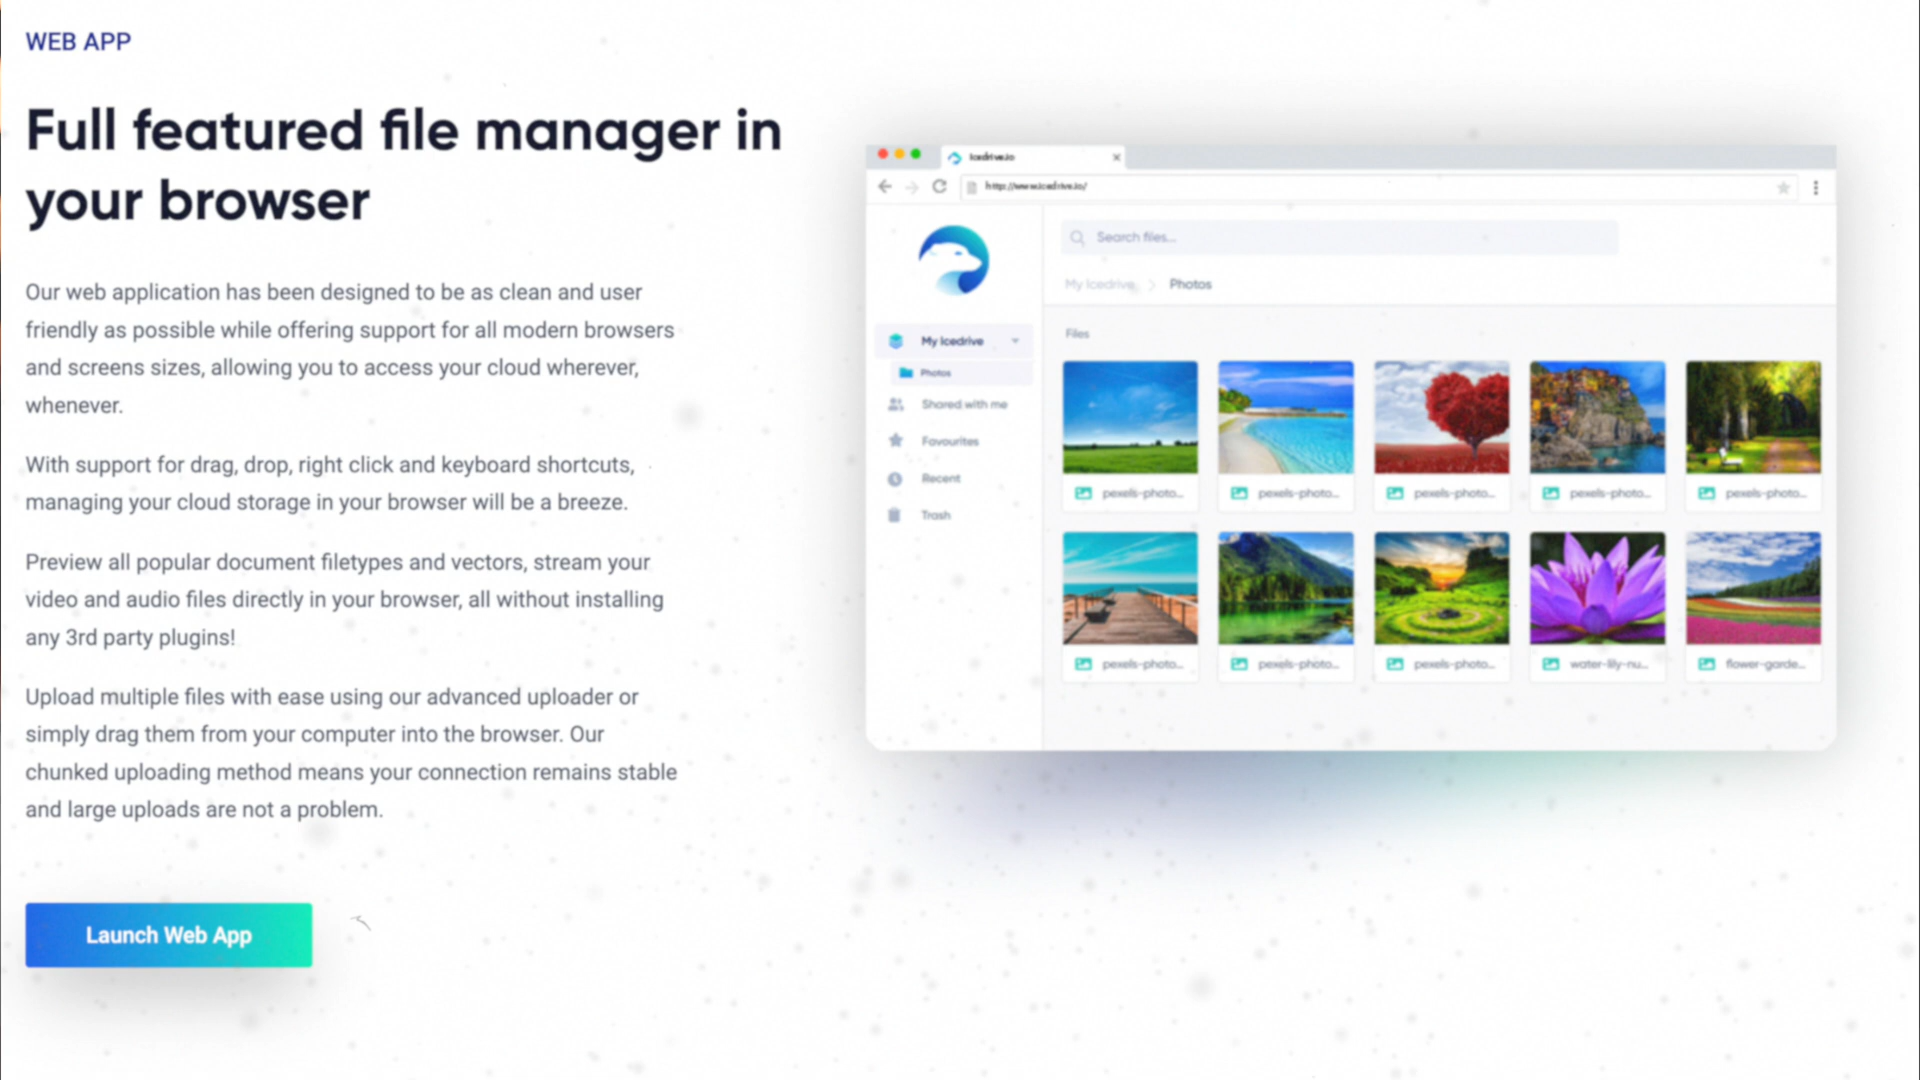 WEB APP
Full featured file manager in
your browser
Our web application has been designed to be as clean and user
friendly as possible while offering support for all modern browsers
and screens sizes, allowing you to access your cloud wherever,
whenever.
With support for drag, drop, right click and keyboard shortcuts,
managing your cloud storage in your browser will be a breeze.
Preview all popular document filetypes and vectors, stream your
video and audio files directly in your browser, all without installing
any 3rd party plugins!
Upload multiple files with ease using our advanced uploader or
simply drag them from your computer into the browser. Our
chunked uploading method means your connection remains stable
and large uploads are not a problem.
Launch Web App
Icedrive.io
http://www.icedrive.io/
Search files...
My Icedrive > Photos
My Icedrive
Photos
Shared with me
Favourites
Recent
Trash
Files
pexels-photo... pexels-photo... pexels-photo... pexels-photo... pexels-photo...
pexels-photo... pexels-photo... pexels-photo... water-lily-nu... flower-garde...